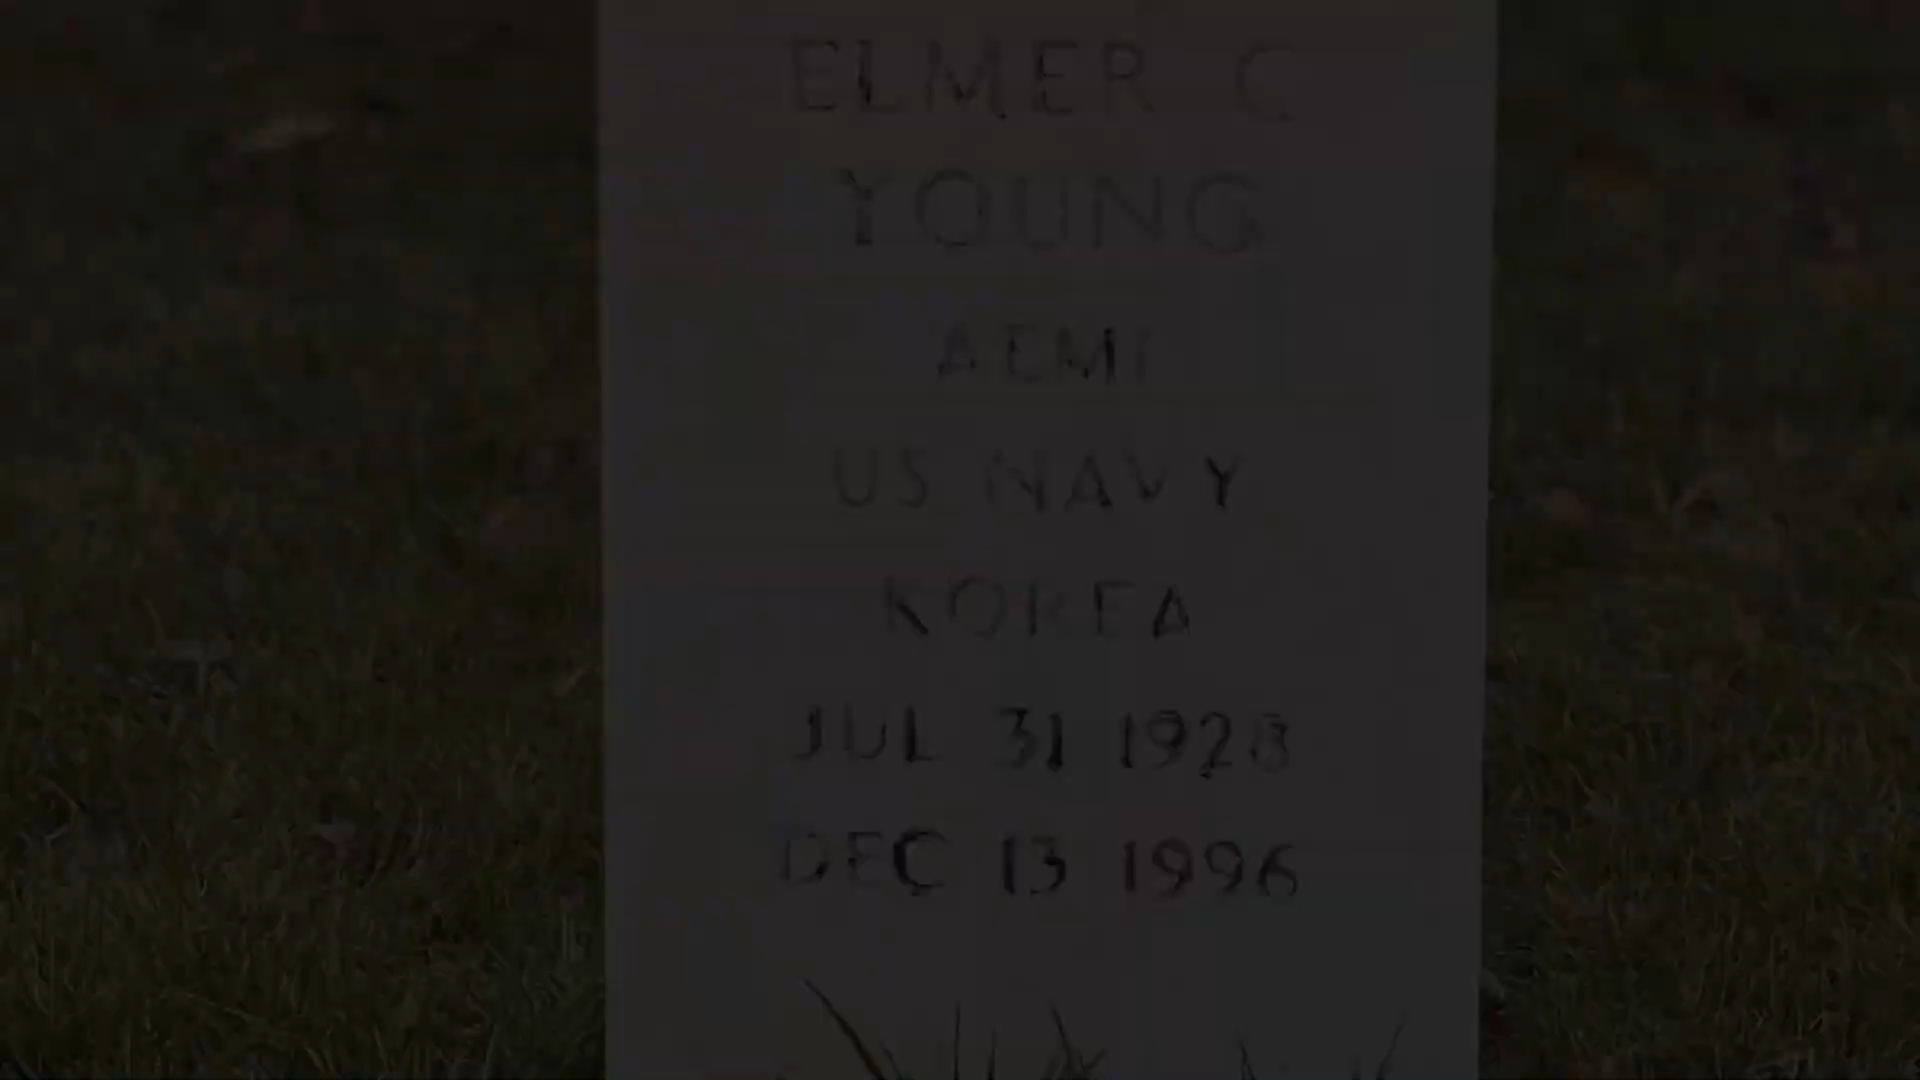 ELMER C
YOUNG
AEM1
US NAVY
KOREA
JUL 31 1928
DEC 13 1996